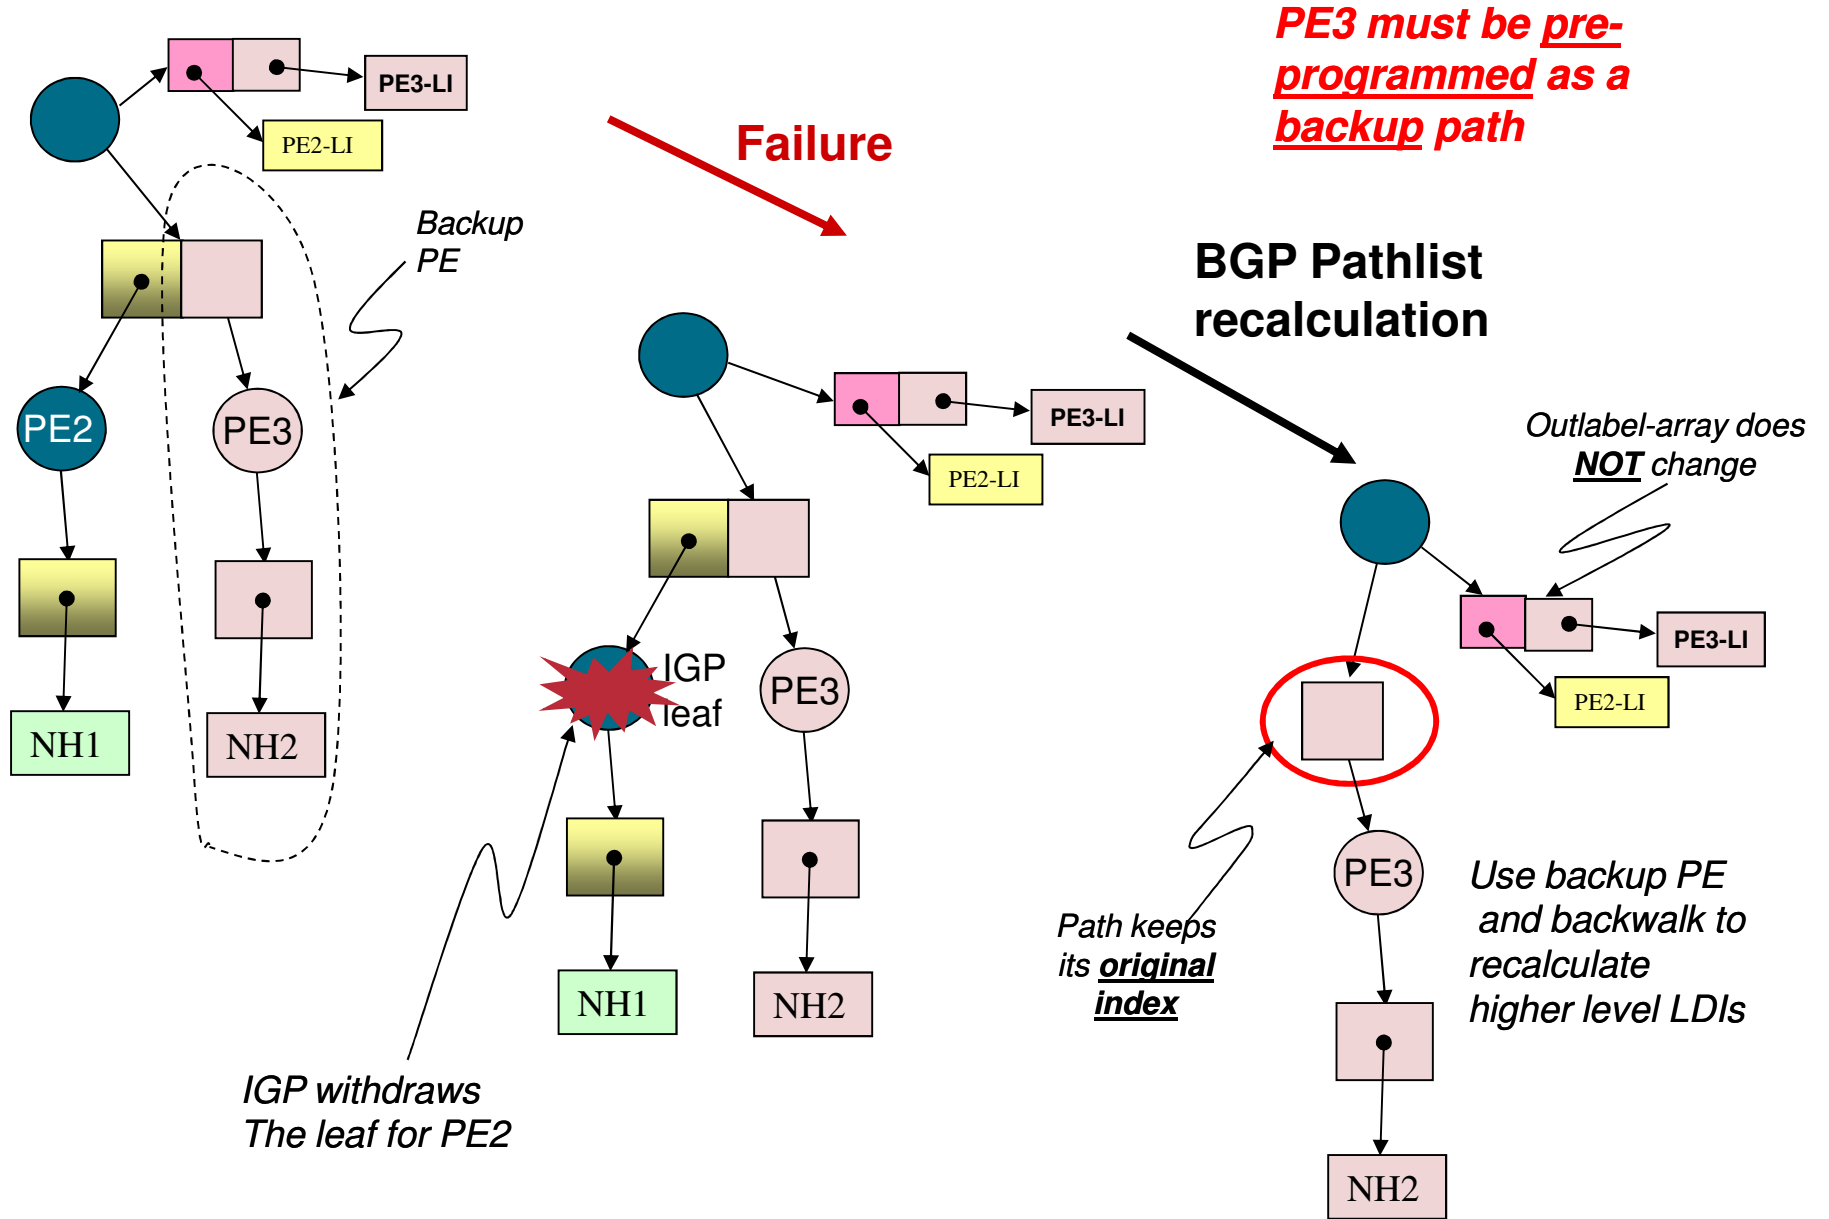 PE3 must be pre-
programmed as a
backup path
PE3-LI
PE2-LI
Failure
Backup
PE
BGP Pathlist
recalculation
PE2
PE3
PE3-LI
PE2-LI
Outlabel-array does
NOT change
NH1
NH2
IGP
leaf
PE3
PE3-LI
PE2-LI
PE3
Use backup PE
and backwalk to
recalculate
higher level LDIs
Path keeps
its original
index
NH1
NH2
IGP withdraws
The leaf for PE2
NH2